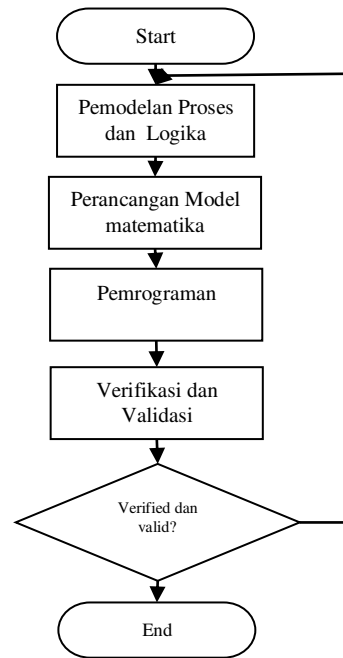 Start
Pemodelan Proses
dan Logika
Perancangan Model
matematika
Pemrograman
Verifikasi dan
Validasi
Verified dan
valid?
End